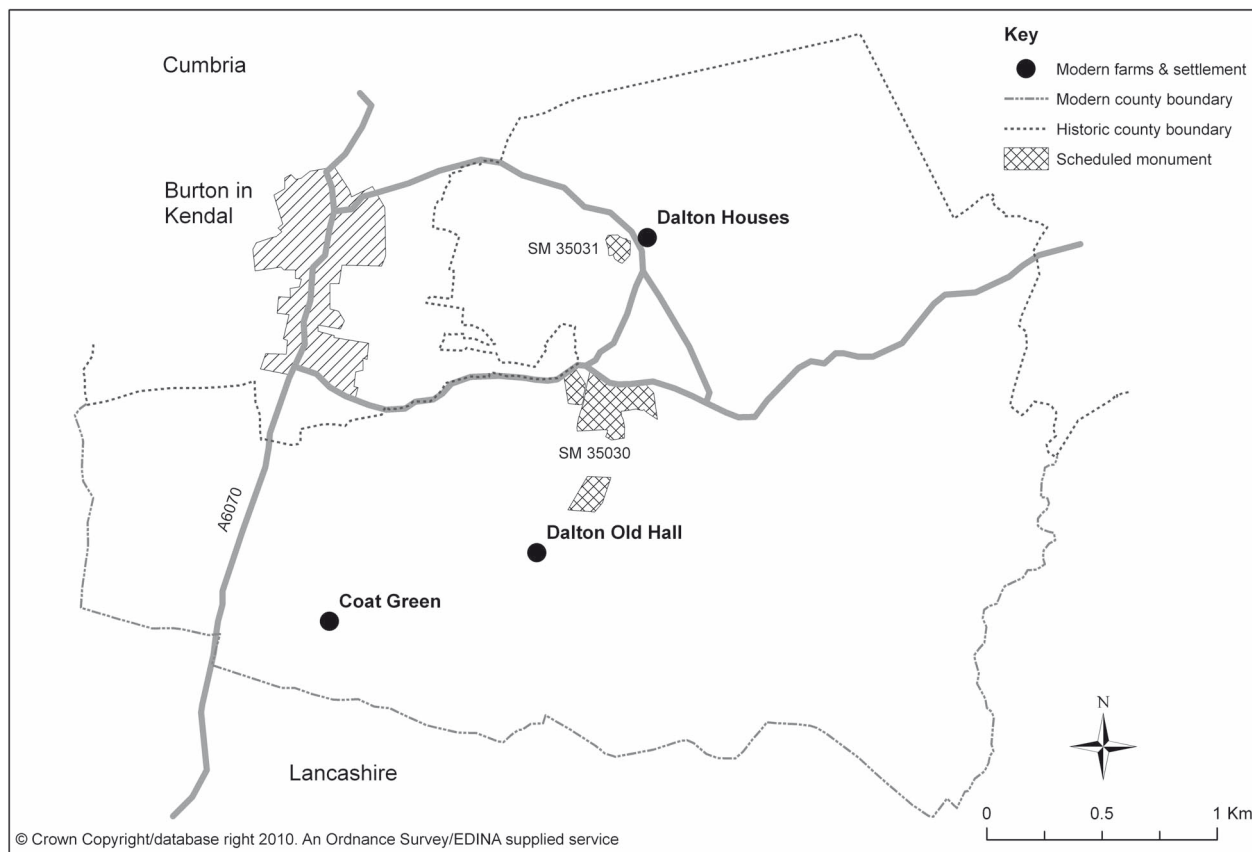 Cumbria
Key
Modern farms & settlement
Modern county boundary
Historic county boundary
Scheduled monument
Burton in
Kendal
Dalton Houses
SM 35031
SM 35030
A6070
Dalton Old Hall
Coat Green
N
Lancashire
0 0.5 1 Km
© Crown Copyright/database right 2010. An Ordnance Survey/EDINA supplied service